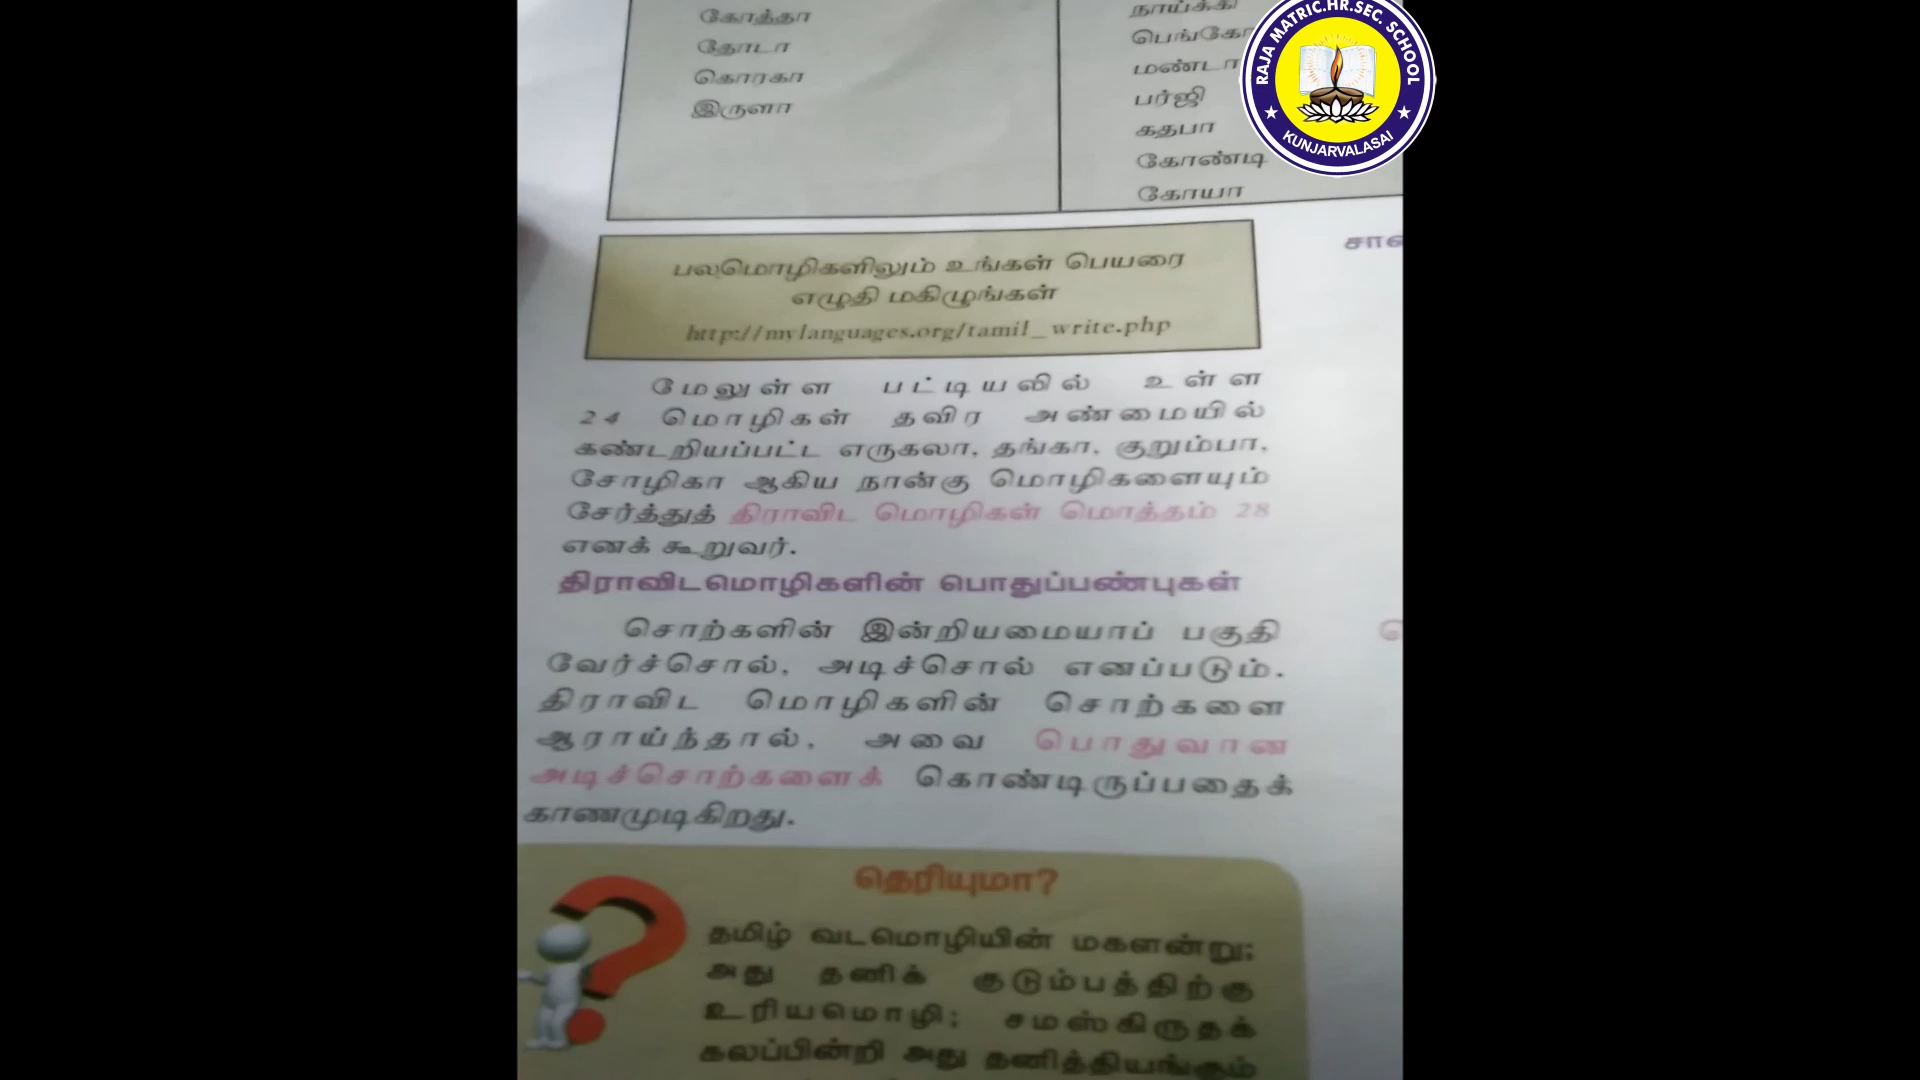 கோத்தா
தோடா
கொரகா
இருளா
நாய்க்கி
பெங்கோ
மண்டா
பர்ஜி
கதபா
கோண்டி
கோயா
RAJA MATRIC.HR.SEC. SCHOOL
KUNJARVALASAI
பலமொழிகளிலும் உங்கள் பெயரை
எழுதி மகிழுங்கள்
http://mylanguages.org/tamil_write.php
மேலுள்ள பட்டியலில் உள்ள
24 மொழிகள் தவிர அண்மையில்
கண்டறியப்பட்ட எருகலா, தங்கா, குறும்பா,
சோழிகா ஆகிய நான்கு மொழிகளையும்
சேர்த்துத் திராவிட மொழிகள் மொத்தம் 28
எனக் கூறுவர்.
திராவிடமொழிகளின் பொதுப்பண்புகள்
சொற்களின் இன்றியமையாப் பகுதி
வேர்ச்சொல், அடிச்சொல் எனப்படும்.
திராவிட மொழிகளின் சொற்களை
ஆராய்ந்தால், அவை பொதுவான
அடிச்சொற்களைக் கொண்டிருப்பதைக்
காணமுடிகிறது.
தெரியுமா?
தமிழ் வடமொழியின் மகளன்று;
அது தனிக் குடும்பத்திற்கு
உரியமொழி; சமஸ்கிருதக்
கலப்பின்றி அது தனித்தியங்கும்